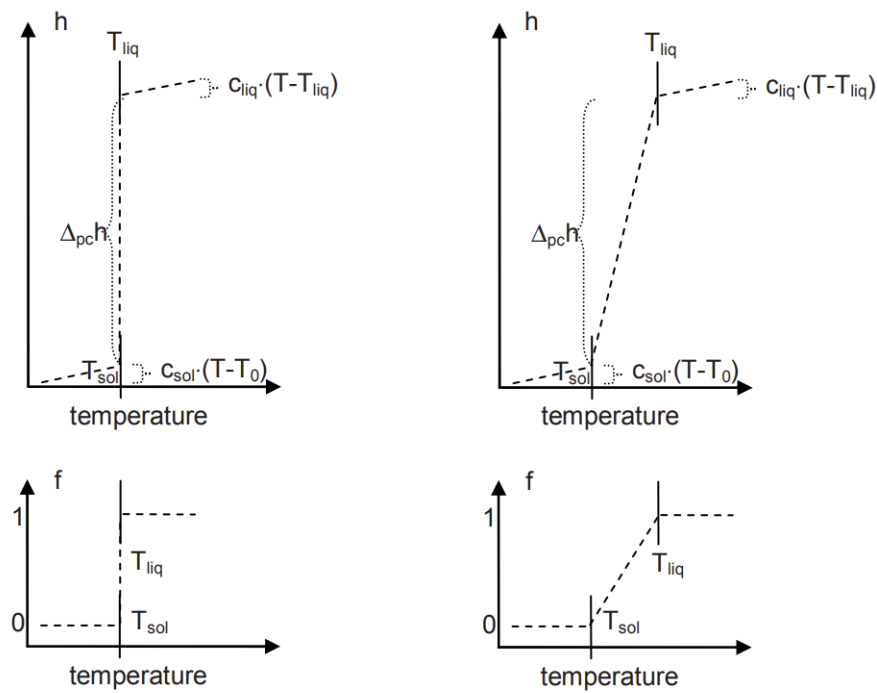 h
T_liq
c_liq·(T-T_liq)
Δ_pc h
T_sol
c_sol·(T-T_0)
temperature
h
T_liq
c_liq·(T-T_liq)
Δ_pc h
T_sol
c_sol·(T-T_0)
temperature
f
1
T_liq
0
T_sol
temperature
f
1
T_liq
0
T_sol
temperature